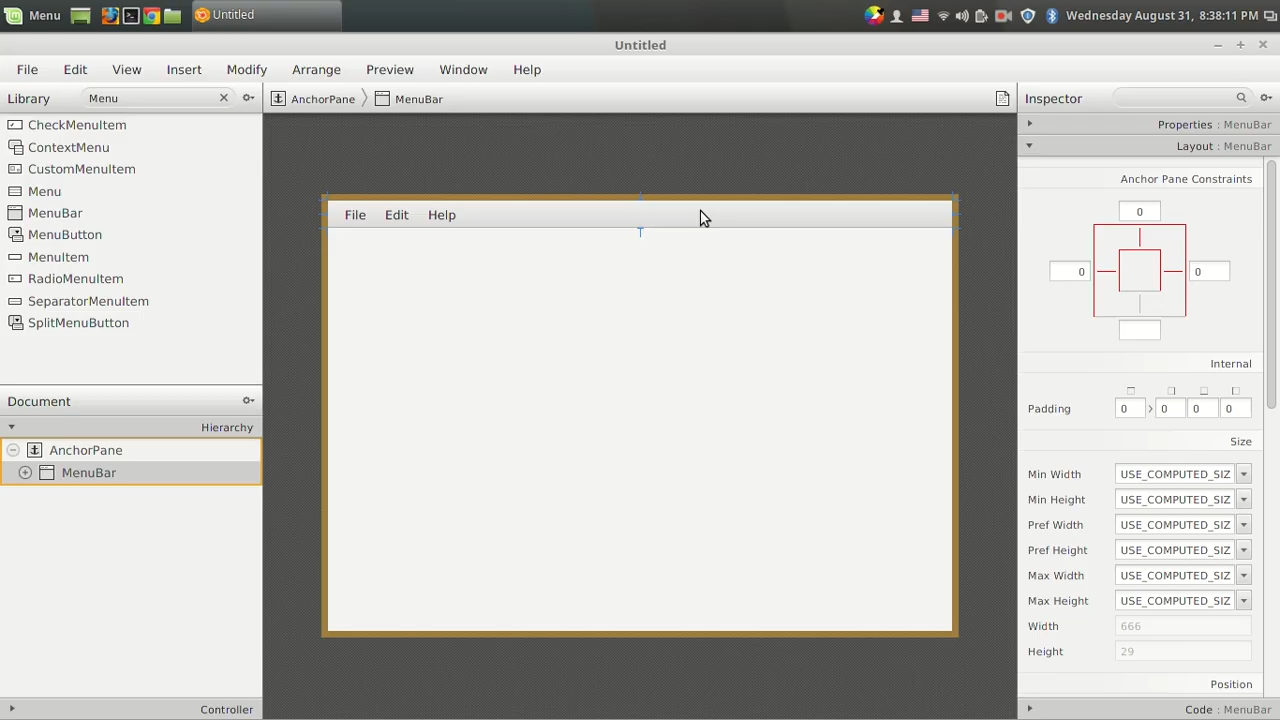 Menu
Untitled
Wednesday August 31, 8:38:11 PM
Untitled
File Edit View Insert Modify Arrange Preview Window Help
Library Menu
AnchorPane MenuBar
Inspector
CheckMenuItem
ContextMenu
CustomMenuItem
Menu
MenuBar
MenuButton
MenuItem
RadioMenuItem
SeparatorMenuItem
SplitMenuButton
Document
Hierarchy
AnchorPane
MenuBar
Controller
File Edit Help
Properties : MenuBar
Layout : MenuBar
Anchor Pane Constraints
0
0 0
Internal
Padding 0 0 0 0
Size
Min Width USE_COMPUTED_SIZ
Min Height USE_COMPUTED_SIZ
Pref Width USE_COMPUTED_SIZ
Pref Height USE_COMPUTED_SIZ
Max Width USE_COMPUTED_SIZ
Max Height USE_COMPUTED_SIZ
Width 666
Height 29
Position
Code : MenuBar